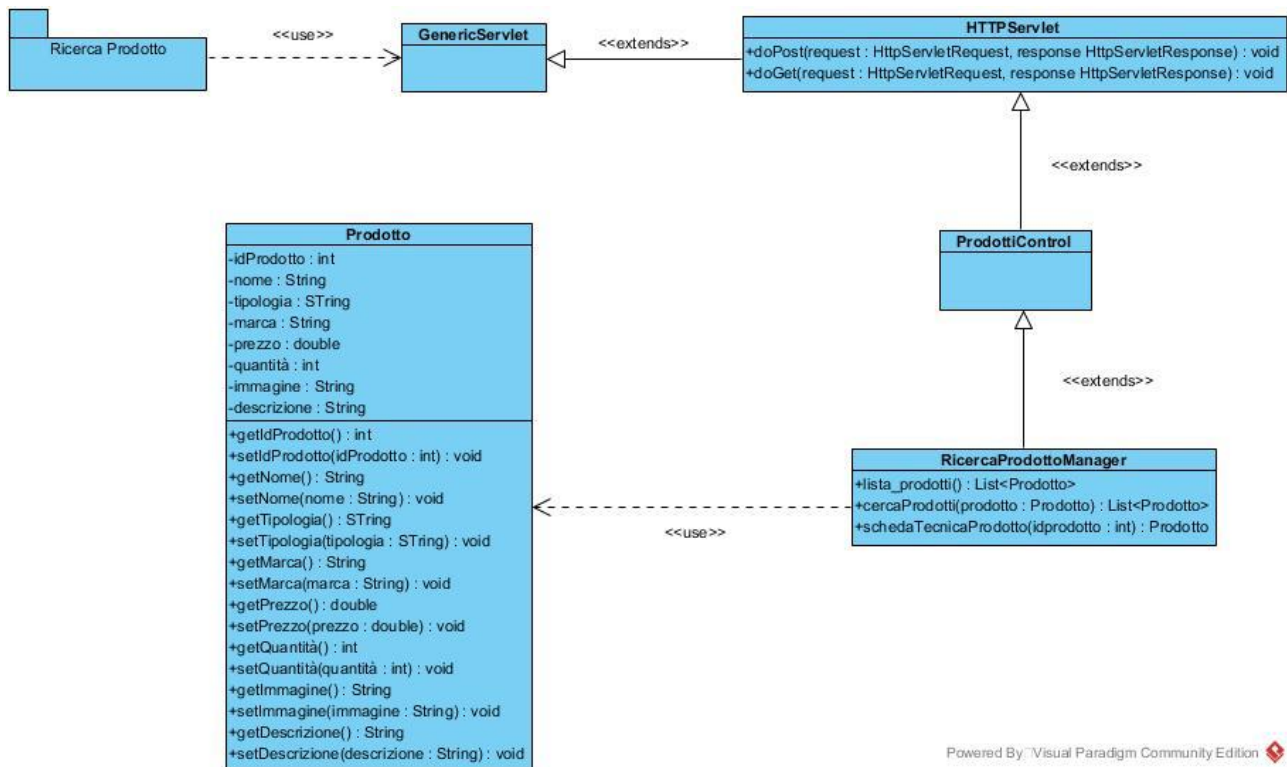 Ricerca Prodotto
<<use>>
GenericServlet
<<extends>>
HTTPServlet
+doPost(request : HttpServletRequest, response HttpServletResponse) : void
+doGet(request : HttpServletRequest, response HttpServletResponse) : void
<<extends>>
ProdottiControl
<<extends>>
RicercaProdottoManager
+lista_prodotti() : List<Prodotto>
+cercaProdotti(prodotto : Prodotto) : List<Prodotto>
+schedaTecnicaProdotto(idprodotto : int) : Prodotto
<<use>>
Prodotto
-idProdotto : int
-nome : String
-tipologia : STring
-marca : String
-prezzo : double
-quantità : int
-immagine : String
-descrizione : String
+getIdProdotto() : int
+setIdProdotto(idProdotto : int) : void
+getNome() : String
+setNome(nome : String) : void
+getTipologia() : STring
+setTipologia(tipologia : STring) : void
+getMarca() : String
+setMarca(marca : String) : void
+getPrezzo() : double
+setPrezzo(prezzo : double) : void
+getQuantità() : int
+setQuantità(quantità : int) : void
+getImmagine() : String
+setImmagine(immagine : String) : void
+getDescrizione() : String
+setDescrizione(descrizione : String) : void
Powered By Visual Paradigm Community Edition